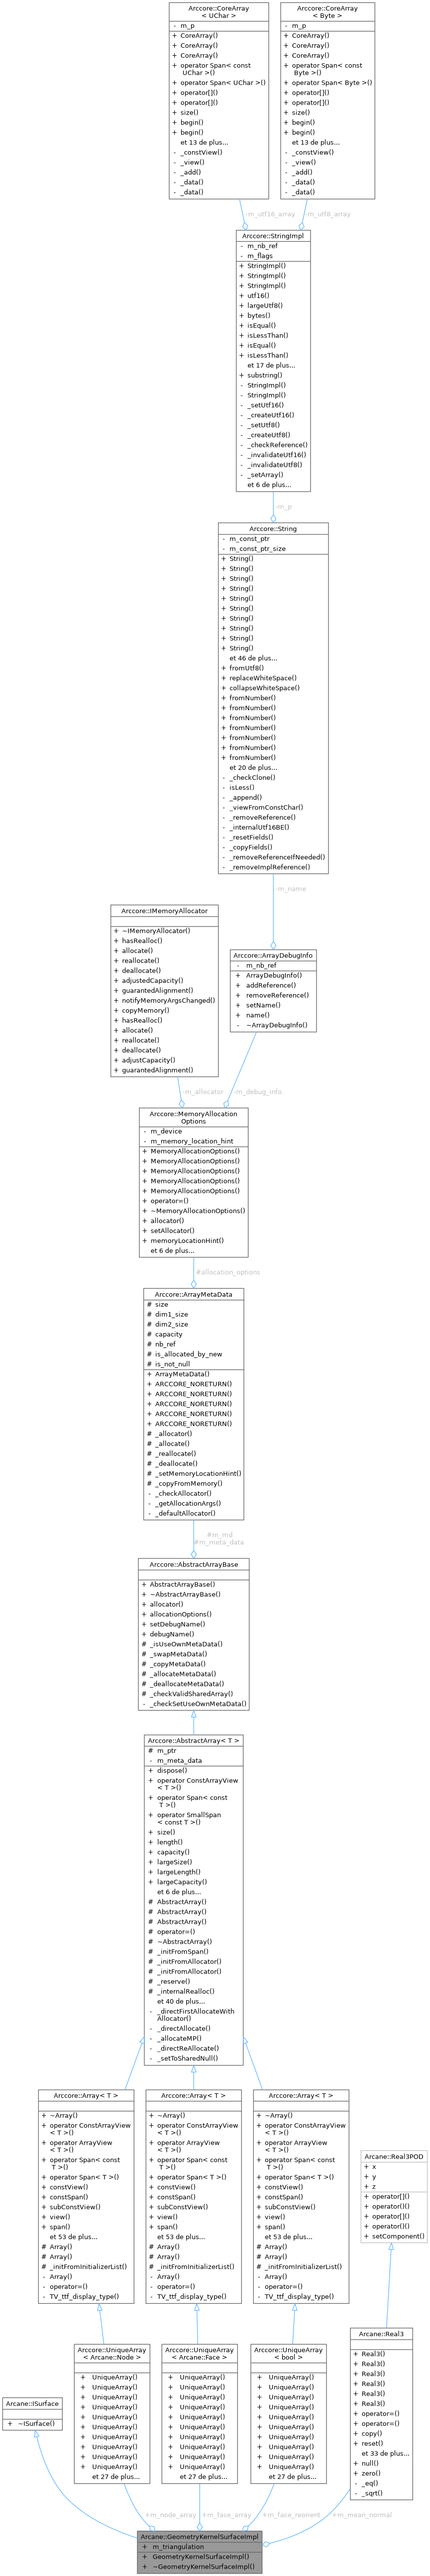 Arccore::CoreArray
< UChar >
- m_p
+ CoreArray()
+ CoreArray()
+ CoreArray()
+ operator Span< const
UChar >()
+ operator Span< UChar >()
+ operator[]()
+ operator[]()
+ size()
+ begin()
+ begin()
et 13 de plus...
- _constView()
- _view()
- _add()
- _data()
- _data()
Arccore::CoreArray
< Byte >
- m_p
+ CoreArray()
+ CoreArray()
+ CoreArray()
+ operator Span< const
Byte >()
+ operator Span< Byte >()
+ operator[]()
+ operator[]()
+ size()
+ begin()
+ begin()
et 13 de plus...
- _constView()
- _view()
- _add()
- _data()
- _data()
-m_utf16_array
-m_utf8_array
Arccore::StringImpl
- m_nb_ref
- m_flags
+ StringImpl()
+ StringImpl()
+ StringImpl()
+ utf16()
+ largeUtf8()
+ bytes()
+ isEqual()
+ isLessThan()
+ isEqual()
+ isLessThan()
et 17 de plus...
+ substring()
- StringImpl()
- StringImpl()
- _setUtf16()
- _createUtf16()
- _setUtf8()
- _createUtf8()
- _checkReference()
- _invalidateUtf16()
- _invalidateUtf8()
- _setArray()
et 6 de plus...
-m_p
Arccore::String
- m_const_ptr
- m_const_ptr_size
+ String()
+ String()
+ String()
+ String()
+ String()
+ String()
+ String()
+ String()
+ String()
+ String()
et 46 de plus...
+ fromUtf8()
+ replaceWhiteSpace()
+ collapseWhiteSpace()
+ fromNumber()
+ fromNumber()
+ fromNumber()
+ fromNumber()
+ fromNumber()
+ fromNumber()
+ fromNumber()
et 20 de plus...
- _checkClone()
- isLess()
- _append()
- _viewFromConstChar()
- _removeReference()
- _internalUtf16BE()
- _resetFields()
- _copyFields()
- _removeReferenceIfNeeded()
- _removeImplReference()
-m_name
Arccore::IMemoryAllocator
+ ~IMemoryAllocator()
+ hasRealloc()
+ allocate()
+ reallocate()
+ deallocate()
+ adjustedCapacity()
+ guarantedAlignment()
+ notifyMemoryArgsChanged()
+ copyMemory()
+ hasRealloc()
+ allocate()
+ reallocate()
+ deallocate()
+ adjustCapacity()
+ guarantedAlignment()
Arccore::ArrayDebugInfo
- m_nb_ref
+ ArrayDebugInfo()
+ addReference()
+ removeReference()
+ setName()
+ name()
- ~ArrayDebugInfo()
-m_allocator
-m_debug_info
Arccore::MemoryAllocation
Options
- m_device
- m_memory_location_hint
+ MemoryAllocationOptions()
+ MemoryAllocationOptions()
+ MemoryAllocationOptions()
+ MemoryAllocationOptions()
+ MemoryAllocationOptions()
+ operator=()
+ ~MemoryAllocationOptions()
+ allocator()
+ setAllocator()
+ memoryLocationHint()
et 6 de plus...
#allocation_options
Arccore::ArrayMetaData
# size
# dim1_size
# dim2_size
# capacity
# nb_ref
# is_allocated_by_new
# is_not_null
+ ArrayMetaData()
+ ARCCORE_NORETURN()
+ ARCCORE_NORETURN()
+ ARCCORE_NORETURN()
+ ARCCORE_NORETURN()
+ ARCCORE_NORETURN()
# _allocator()
# _allocate()
# _reallocate()
# _deallocate()
# _setMemoryLocationHint()
# _copyFromMemory()
- _checkAllocator()
- _getAllocationArgs()
- _defaultAllocator()
#m_md
#m_meta_data
Arccore::AbstractArrayBase
+ AbstractArrayBase()
+ ~AbstractArrayBase()
+ allocator()
+ allocationOptions()
+ setDebugName()
+ debugName()
# _isUseOwnMetaData()
# _swapMetaData()
# _copyMetaData()
# _allocateMetaData()
# _deallocateMetaData()
# _checkValidSharedArray()
- _checkSetUseOwnMetaData()
Arccore::AbstractArray< T >
# m_ptr
- m_meta_data
+ dispose()
+ operator ConstArrayView
< T >()
+ operator Span< const
T >()
+ operator SmallSpan
< const T >()
+ size()
+ length()
+ capacity()
+ largeSize()
+ largeLength()
+ largeCapacity()
et 6 de plus...
# AbstractArray()
# AbstractArray()
# AbstractArray()
# operator=()
# ~AbstractArray()
# _initFromSpan()
# _initFromAllocator()
# _initFromAllocator()
# _reserve()
# _internalRealloc()
et 40 de plus...
- _directFirstAllocateWith
Allocator()
- _directAllocate()
- _allocateMP()
- _directReAllocate()
- _setToSharedNull()
Arccore::Array< T >
+ ~Array()
+ operator ConstArrayView
< T >()
+ operator ArrayView
< T >()
+ operator Span< const
T >()
+ operator Span< T >()
+ constView()
+ constSpan()
+ subConstView()
+ view()
+ span()
et 53 de plus...
# Array()
# Array()
# _initFromInitializerList()
- Array()
- operator=()
- TV_ttf_display_type()
Arccore::Array< T >
+ ~Array()
+ operator ConstArrayView
< T >()
+ operator ArrayView
< T >()
+ operator Span< const
T >()
+ operator Span< T >()
+ constView()
+ constSpan()
+ subConstView()
+ view()
+ span()
et 53 de plus...
# Array()
# Array()
# _initFromInitializerList()
- Array()
- operator=()
- TV_ttf_display_type()
Arccore::Array< T >
+ ~Array()
+ operator ConstArrayView
< T >()
+ operator ArrayView
< T >()
+ operator Span< const
T >()
+ operator Span< T >()
+ constView()
+ constSpan()
+ subConstView()
+ view()
+ span()
et 53 de plus...
# Array()
# Array()
# _initFromInitializerList()
- Array()
- operator=()
- TV_ttf_display_type()
Arcane::Real3POD
+ x
+ y
+ z
+ operator[]()
+ operator()()
+ operator[]()
+ operator()()
+ setComponent()
Arcane::ISurface
+ ~ISurface()
Arccore::UniqueArray
< Arcane::Node >
+ UniqueArray()
+ UniqueArray()
+ UniqueArray()
+ UniqueArray()
+ UniqueArray()
+ UniqueArray()
+ UniqueArray()
+ UniqueArray()
+ UniqueArray()
+ UniqueArray()
et 27 de plus...
Arccore::UniqueArray
< Arcane::Face >
+ UniqueArray()
+ UniqueArray()
+ UniqueArray()
+ UniqueArray()
+ UniqueArray()
+ UniqueArray()
+ UniqueArray()
+ UniqueArray()
+ UniqueArray()
+ UniqueArray()
et 27 de plus...
Arccore::UniqueArray
< bool >
+ UniqueArray()
+ UniqueArray()
+ UniqueArray()
+ UniqueArray()
+ UniqueArray()
+ UniqueArray()
+ UniqueArray()
+ UniqueArray()
+ UniqueArray()
+ UniqueArray()
et 27 de plus...
Arcane::Real3
+ Real3()
+ Real3()
+ Real3()
+ Real3()
+ Real3()
+ Real3()
+ operator=()
+ operator=()
+ copy()
+ reset()
et 33 de plus...
+ null()
+ zero()
- _eq()
- _sqrt()
+m_node_array
+m_face_array
+m_face_reorient
+m_mean_normal
Arcane::GeometryKernelSurfaceImpl
+ m_triangulation
+ GeometryKernelSurfaceImpl()
+ ~GeometryKernelSurfaceImpl()